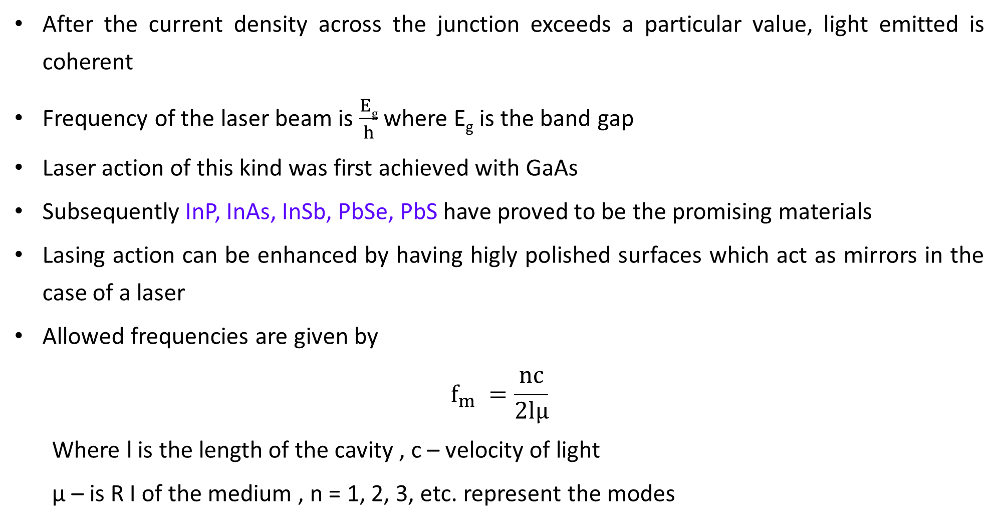 • After the current density across the junction exceeds a particular value, light emitted is
coherent
• Frequency of the laser beam is E_g/h where E_g is the band gap
• Laser action of this kind was first achieved with GaAs
• Subsequently InP, InAs, InSb, PbSe, PbS have proved to be the promising materials
• Lasing action can be enhanced by having higly polished surfaces which act as mirrors in the
case of a laser
• Allowed frequencies are given by
f_m = nc/2lμ
Where l is the length of the cavity , c – velocity of light
μ – is R I of the medium , n = 1, 2, 3, etc. represent the modes